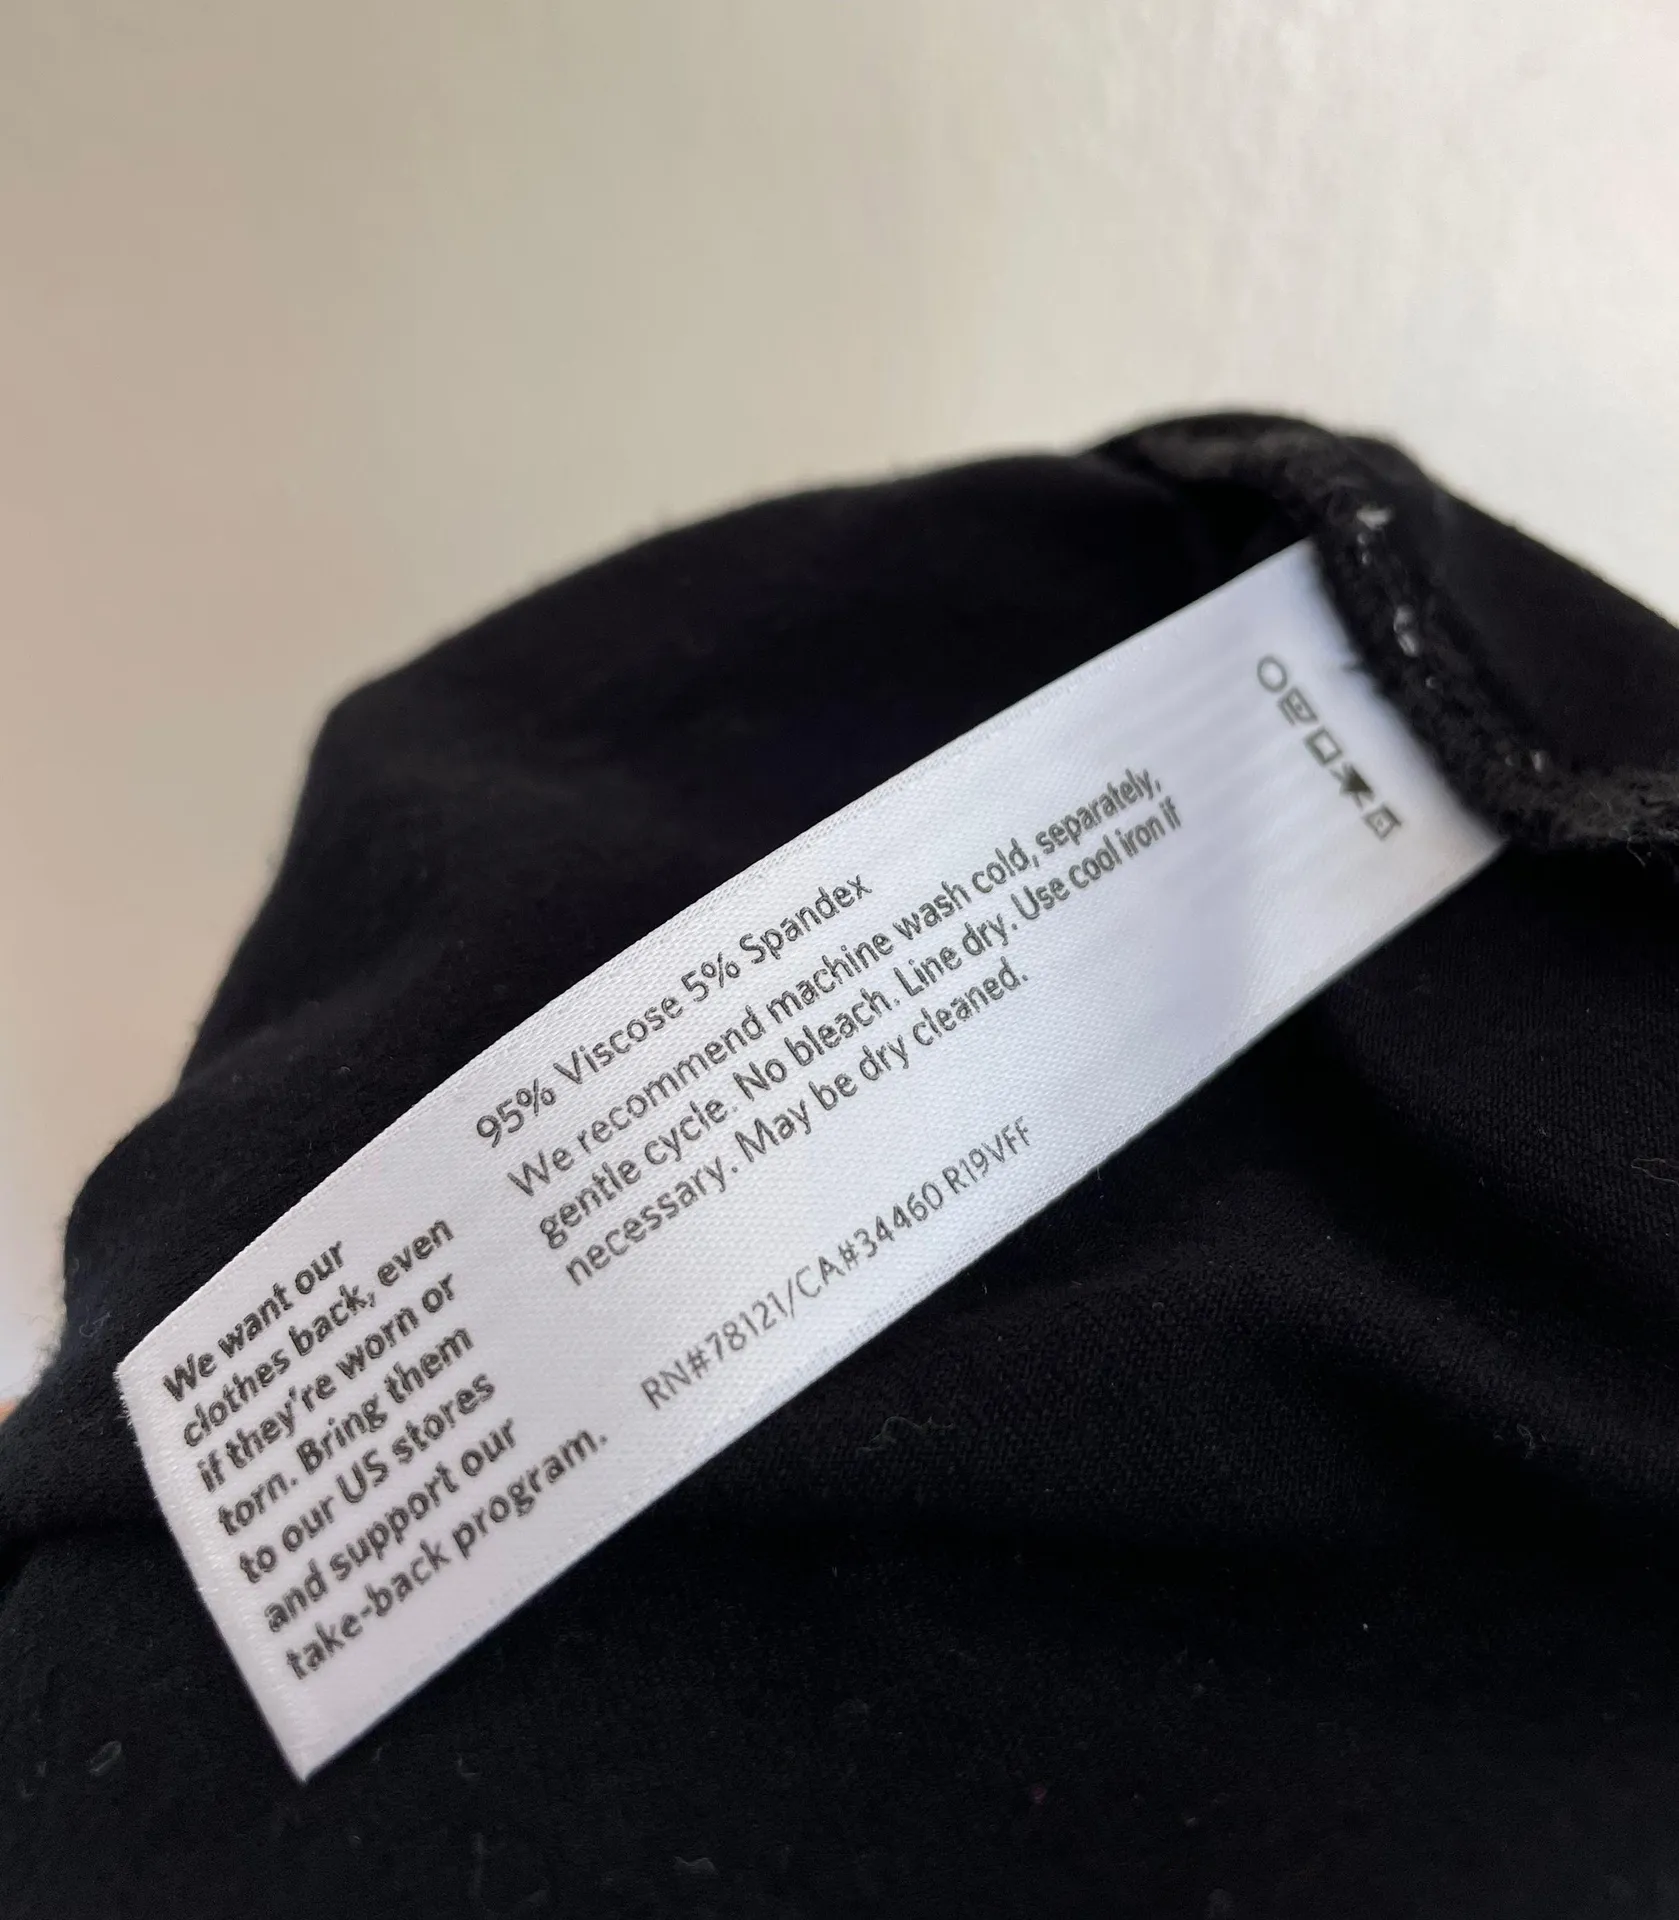 95% Viscose 5% Spandex
We recommend machine wash cold, separately,
gentle cycle. No bleach. Line dry. Use cool iron if
necessary. May be dry cleaned.
RN#78121/CA#34460 R19VFF
We want our
clothes back, even
if they're worn or
torn. Bring them
to our US stores
and support our
take-back program.